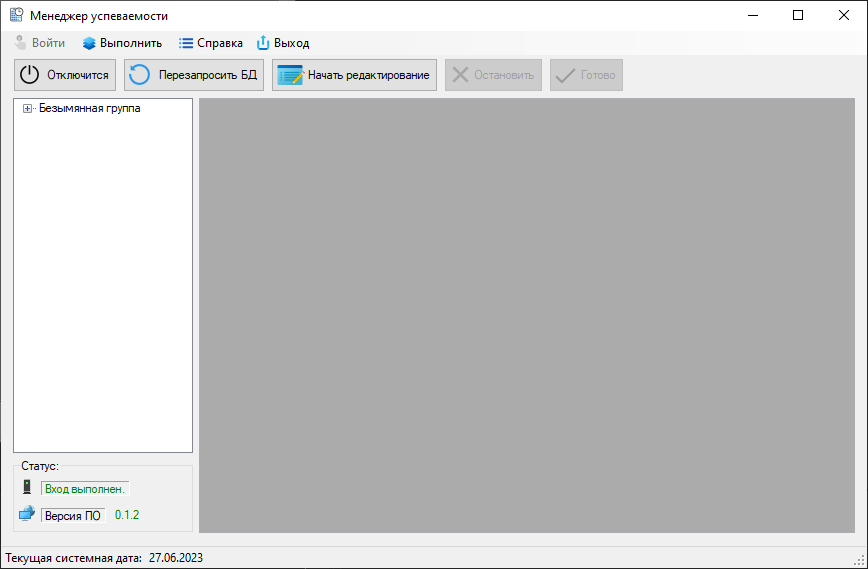 Менеджер успеваемости
Войти Выполнить Справка Выход
Отключится Перезапросить БД Начать редактирование Остановить Готово
Безымянная группа
Статус:
Вход выполнен.
Версия ПО 0.1.2
Текущая системная дата: 27.06.2023